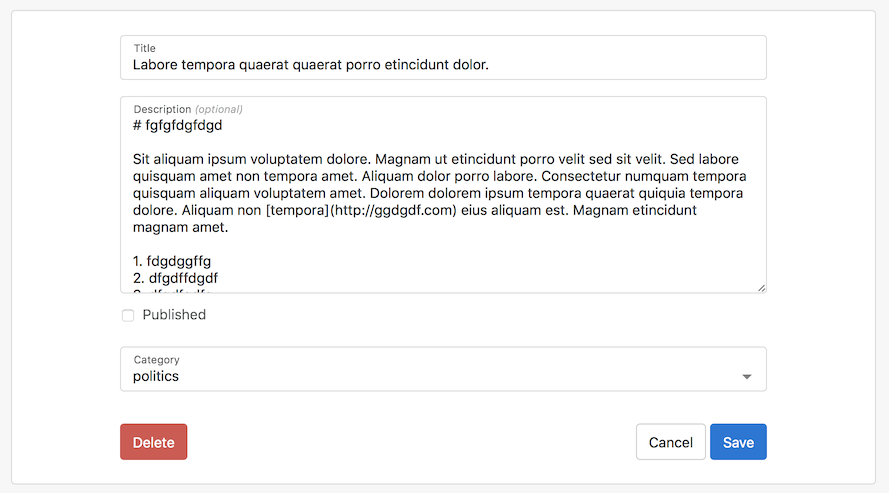 Title
Labore tempora quaerat quaerat porro etincidunt dolor.
Description (optional)
# fgfgfdgfdgd
Sit aliquam ipsum voluptatem dolore. Magnam ut etincidunt porro velit sed sit velit. Sed labore
quisquam amet non tempora amet. Aliquam dolor porro labore. Consectetur numquam tempora
quisquam aliquam voluptatem amet. Dolorem dolorem ipsum tempora quaerat quiquia tempora
dolore. Aliquam non [tempora](http://ggdgdf.com) eius aliquam est. Magnam etincidunt
magnam amet.
1. fdgdggffg
2. dfgdffdgdf
Published
Category
politics
Delete
Cancel
Save